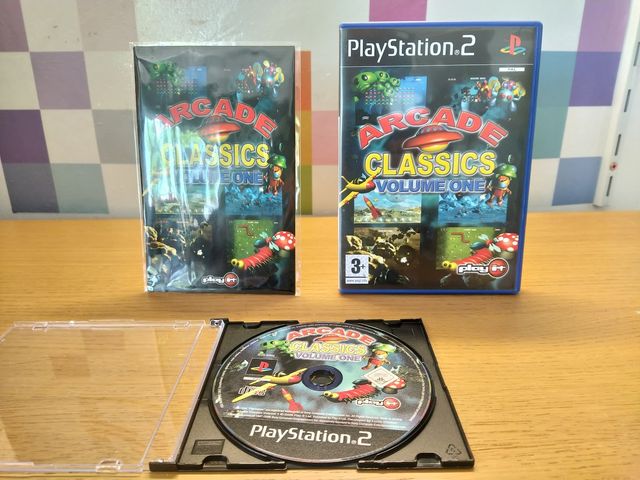 ARCADE
CLASSICS
VOLUME ONE
play it
PlayStation®2
PAL
ARCADE
CLASSICS
VOLUME ONE
3+
play it
ARCADE
CLASSICS
VOLUME ONE
play it
PlayStation®2